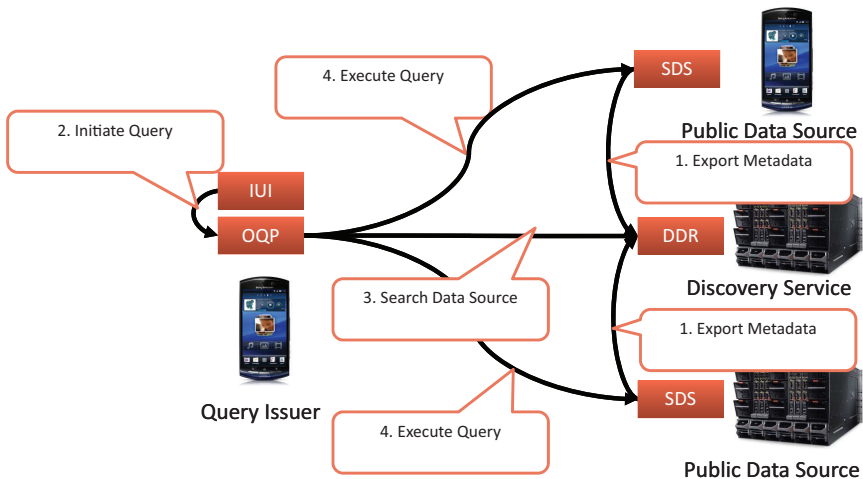 4. Execute Query
SDS
Public Data Source
2. Initiate Query
1. Export Metadata
IUI
OQP
DDR
Discovery Service
3. Search Data Source
1. Export Metadata
Query Issuer
SDS
4. Execute Query
Public Data Source